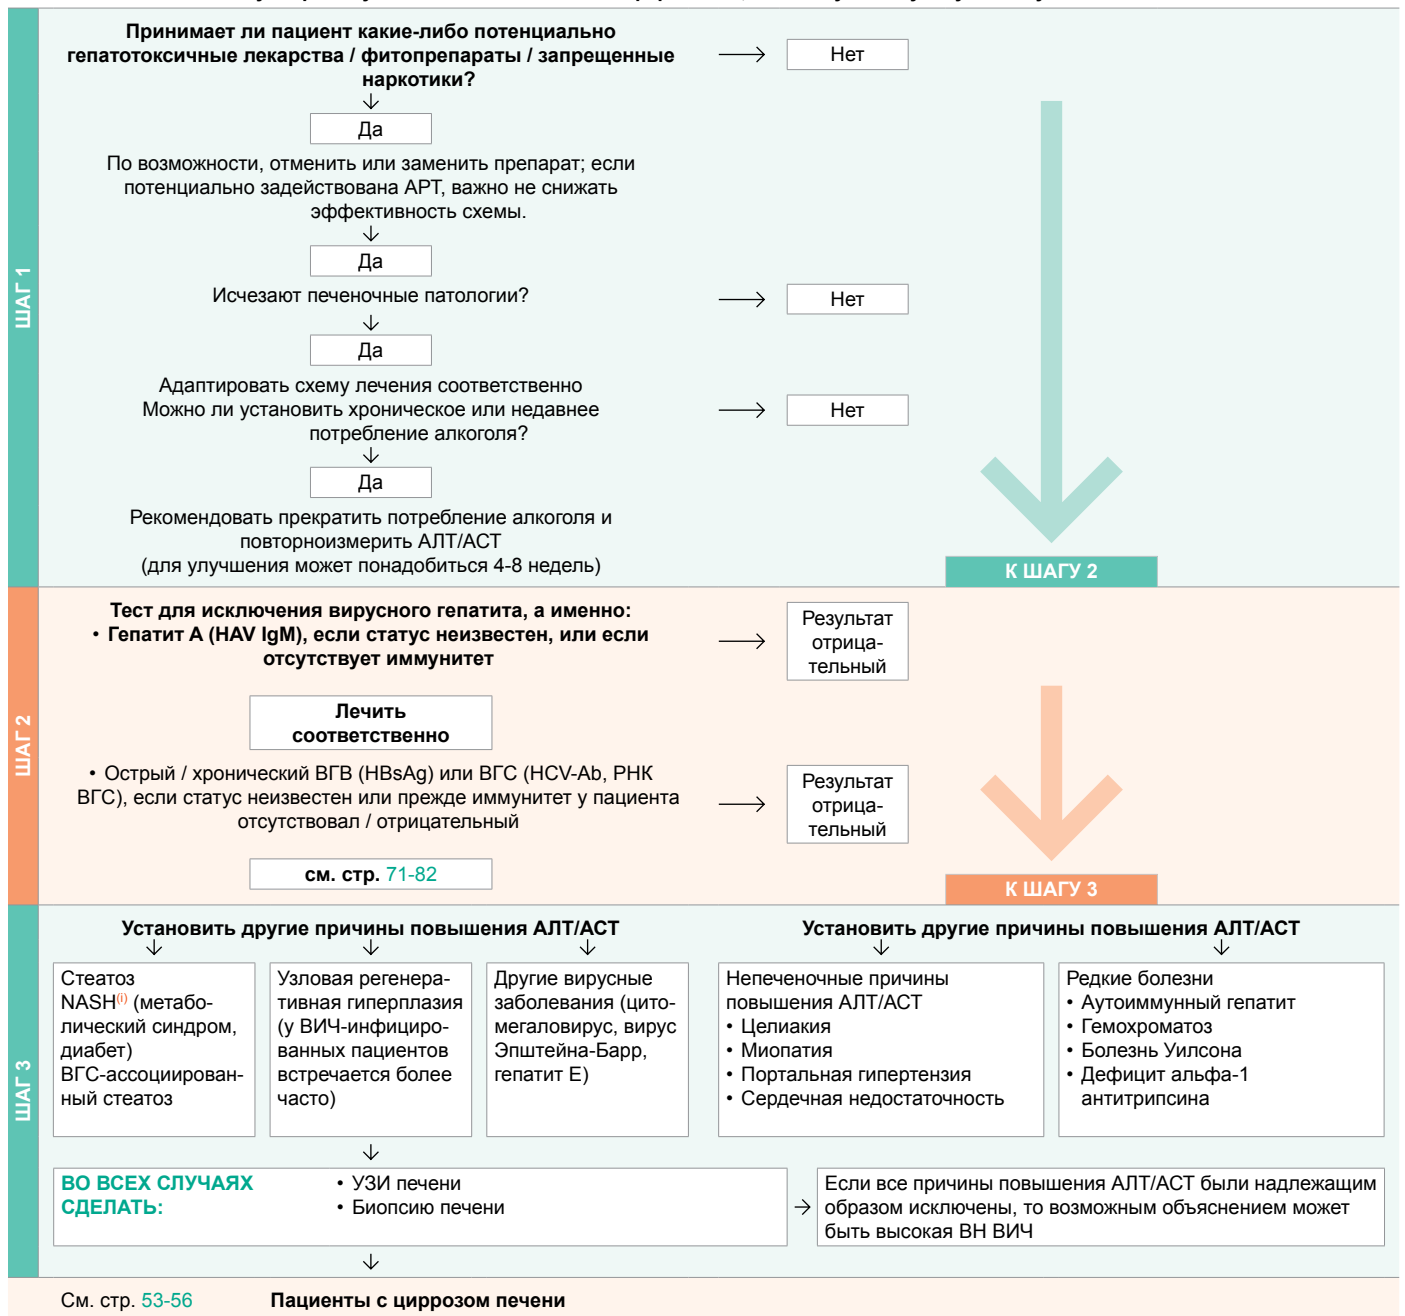 ШАГ 1
Принимает ли пациент какие-либо потенциально
гепатотоксичные лекарства / фитопрепараты / запрещенные
наркотики?
Нет
Да
По возможности, отменить или заменить препарат; если
потенциально задействована АРТ, важно не снижать
эффективность схемы.
Да
Исчезают печеночные патологии?
Нет
Да
Адаптировать схему лечения соответственно
Можно ли установить хроническое или недавнее
потребление алкоголя?
Нет
Да
Рекомендовать прекратить потребление алкоголя и
повторноизмерить АЛТ/АСТ
(для улучшения может понадобиться 4-8 недель)
К ШАГУ 2
ШАГ 2
Тест для исключения вирусного гепатита, а именно:
• Гепатит А (HAV IgM), если статус неизвестен, или если
отсутствует иммунитет
Результат
отрица-
тельный
Лечить
соответственно
• Острый / хронический ВГВ (HBsAg) или ВГС (HCV-Ab, РНК
ВГС), если статус неизвестен или прежде иммунитет у пациента
отсутствовал / отрицательный
Результат
отрица-
тельный
см. стр. 71-82
К ШАГУ 3
ШАГ 3
Установить другие причины повышения АЛТ/АСТ
Стеатоз
NASH(i) (метабо-
лический синдром,
диабет)
ВГС-ассоциирован-
ный стеатоз
Узловая регенера-
тивная гиперплазия
(у ВИЧ-инфициро-
ванных пациентов
встречается более
часто)
Другие вирусные
заболевания (цито-
мегаловирус, вирус
Эпштейна-Барр,
гепатит Е)
Установить другие причины повышения АЛТ/АСТ
Непеченочные причины
повышения АЛТ/АСТ
• Целиакия
• Миопатия
• Портальная гипертензия
• Сердечная недостаточность
Редкие болезни
• Аутоиммунный гепатит
• Гемохроматоз
• Болезнь Уилсона
• Дефицит альфа-1
антитрипсина
ВО ВСЕХ СЛУЧАЯХ
СДЕЛАТЬ:
• УЗИ печени
• Биопсию печени
Если все причины повышения АЛТ/АСТ были надлежащим
образом исключены, то возможным объяснением может
быть высокая ВН ВИЧ
См. стр. 53-56 Пациенты с циррозом печени